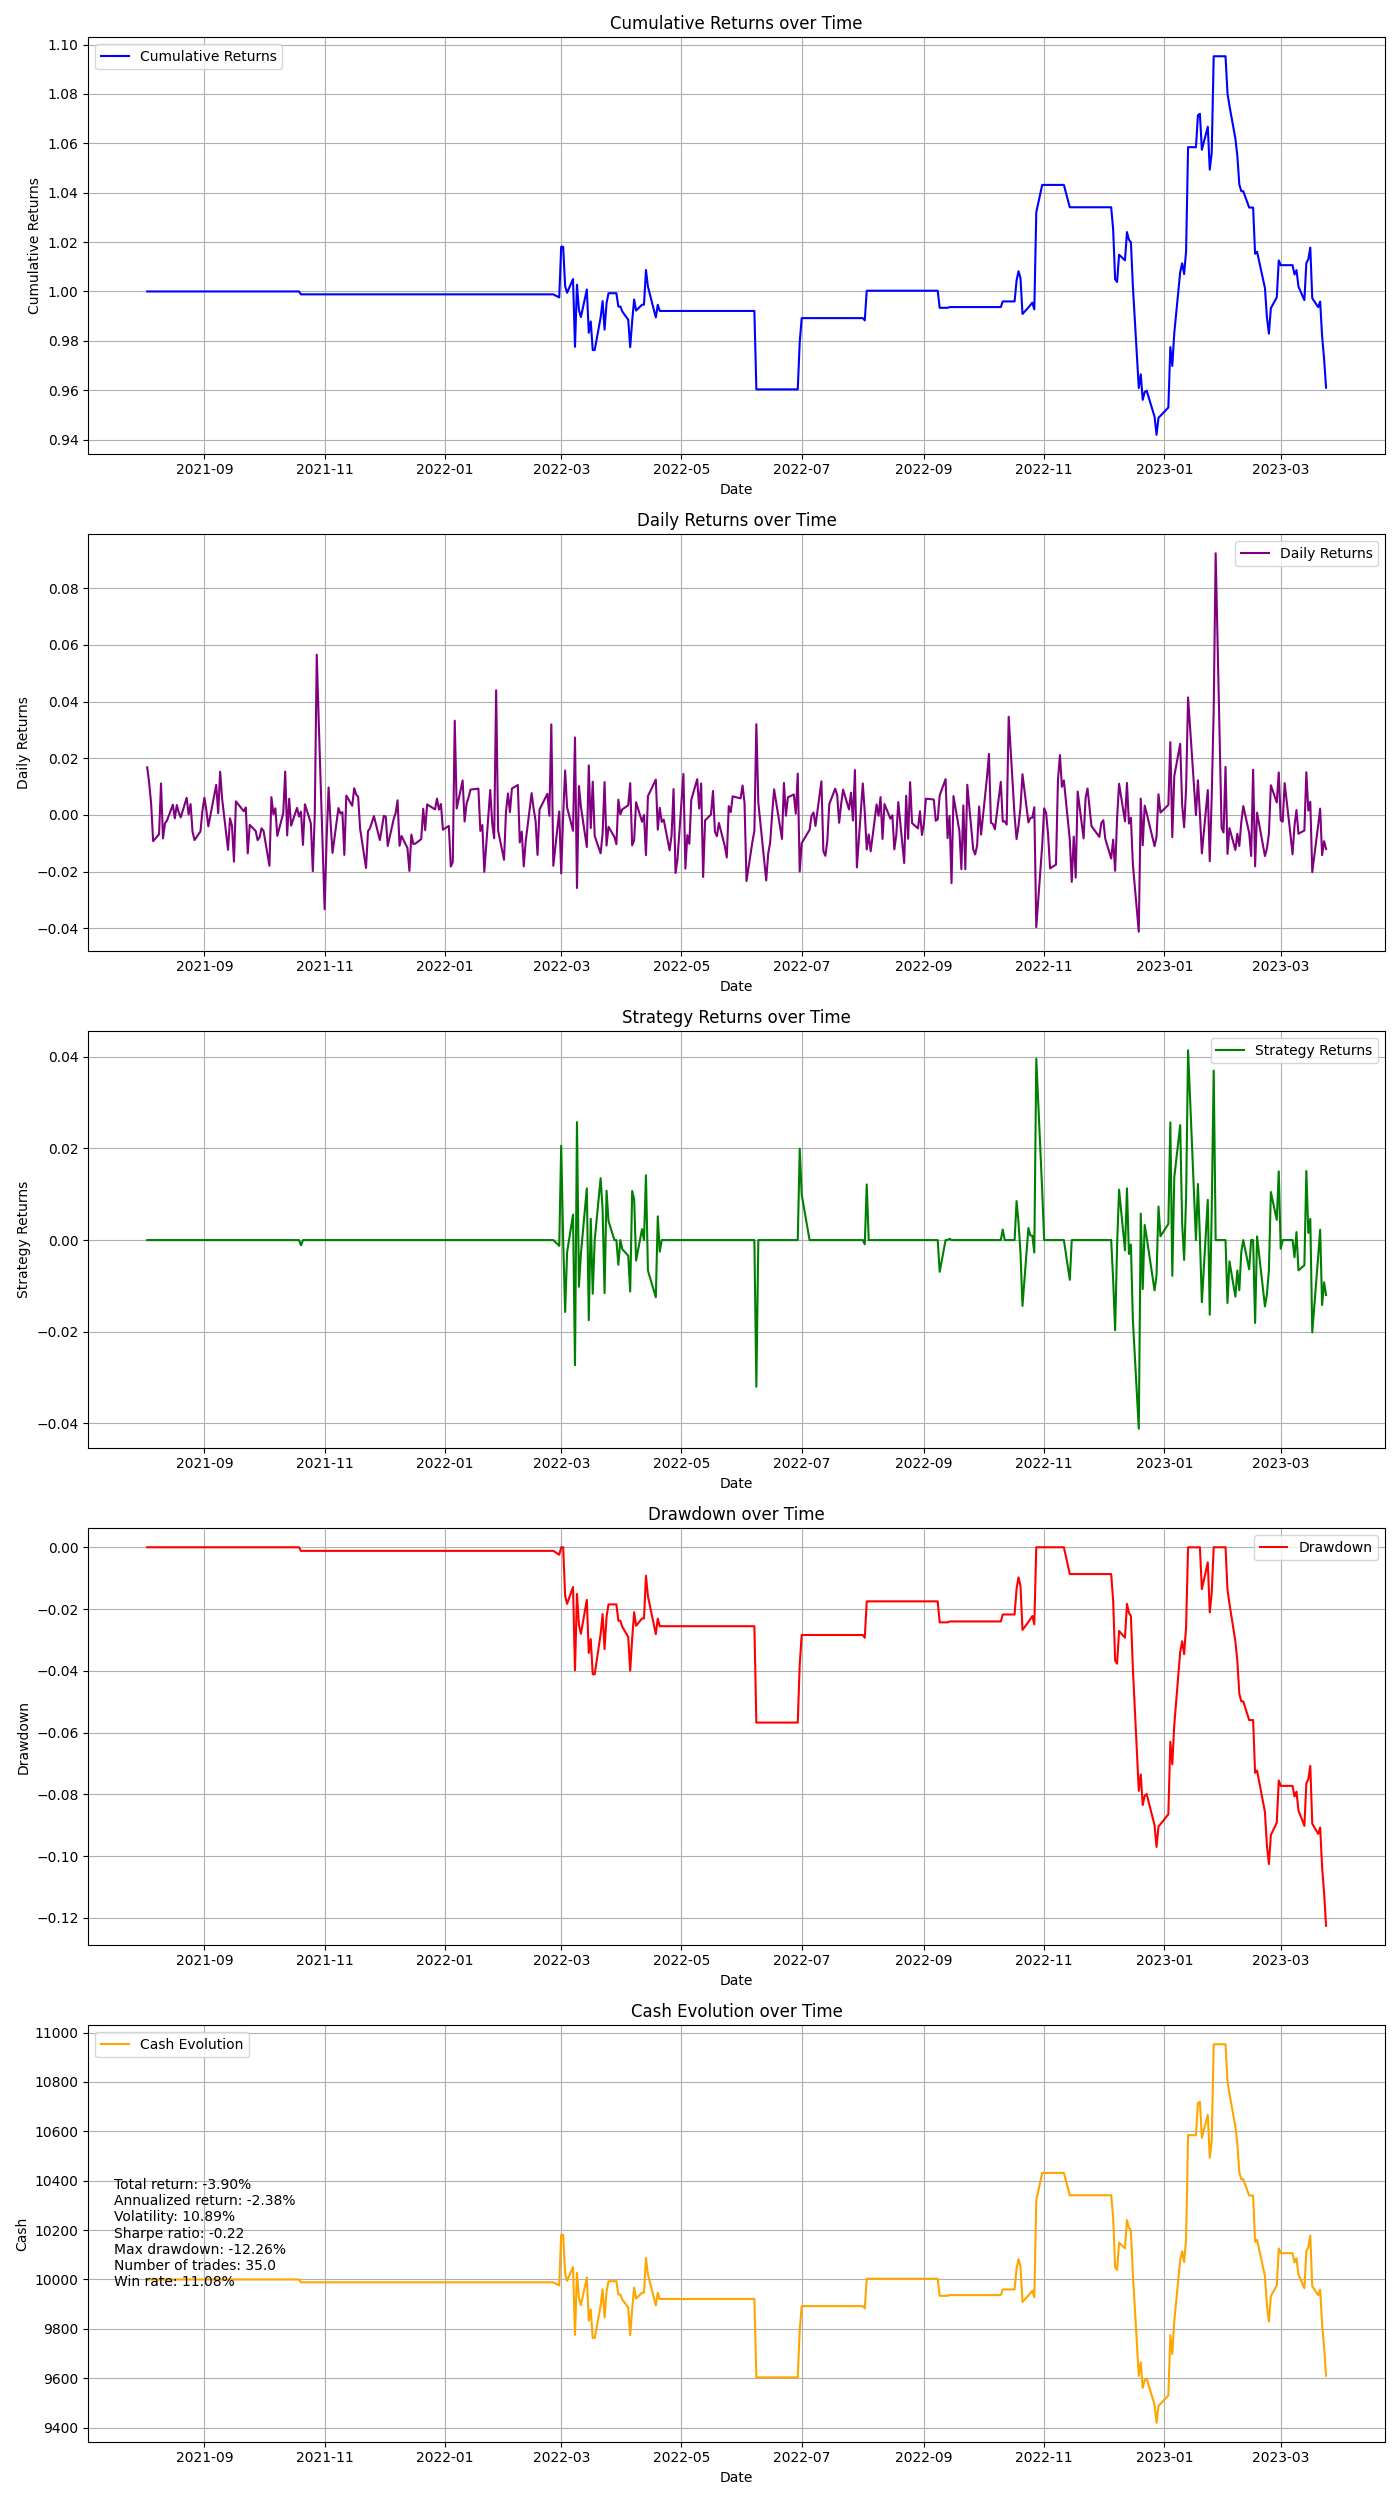 Cumulative Returns over Time
Cumulative Returns
1.10
1.08
1.06
1.04
1.02
1.00
0.98
0.96
0.94
Cumulative Returns
2021-09 2021-11 2022-01 2022-03 2022-05 2022-07 2022-09 2022-11 2023-01 2023-03
Date
Daily Returns over Time
Daily Returns
0.08
0.06
0.04
0.02
0.00
−0.02
−0.04
Daily Returns
2021-09 2021-11 2022-01 2022-03 2022-05 2022-07 2022-09 2022-11 2023-01 2023-03
Date
Strategy Returns over Time
Strategy Returns
0.04
0.02
0.00
−0.02
−0.04
Strategy Returns
2021-09 2021-11 2022-01 2022-03 2022-05 2022-07 2022-09 2022-11 2023-01 2023-03
Date
Drawdown over Time
Drawdown
0.00
−0.02
−0.04
−0.06
−0.08
−0.10
−0.12
Drawdown
2021-09 2021-11 2022-01 2022-03 2022-05 2022-07 2022-09 2022-11 2023-01 2023-03
Date
Cash Evolution over Time
Cash Evolution
11000
10800
10600
10400
10200
10000
9800
9600
9400
Cash
Total return: -3.90%
Annualized return: -2.38%
Volatility: 10.89%
Sharpe ratio: -0.22
Max drawdown: -12.26%
Number of trades: 35.0
Win rate: 11.08%
2021-09 2021-11 2022-01 2022-03 2022-05 2022-07 2022-09 2022-11 2023-01 2023-03
Date